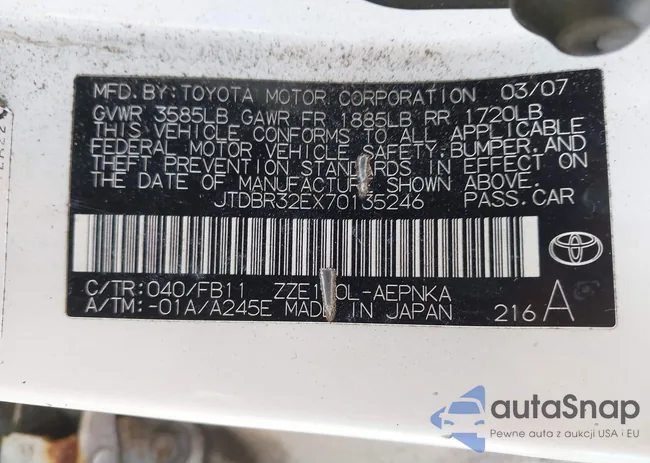 MFD. BY: TOYOTA MOTOR CORPORATION 03/07
GVWR 3585LB GAWR FR 1885LB RR 1720LB
THIS VEHICLE CONFORMS TO ALL APPLICABLE
FEDERAL MOTOR VEHICLE SAFETY, BUMPER, AND
THEFT PREVENTION STANDARDS IN EFFECT ON
THE DATE OF MANUFACTURE SHOWN ABOVE.
JTDBR32EX70135246 PASS. CAR
C/TR: 040/FB11 L-AEPNKA
A/TM: -01A/A245E MADE IN JAPAN 216 A
autaSnap
Pewne auta z aukcji USA i EU